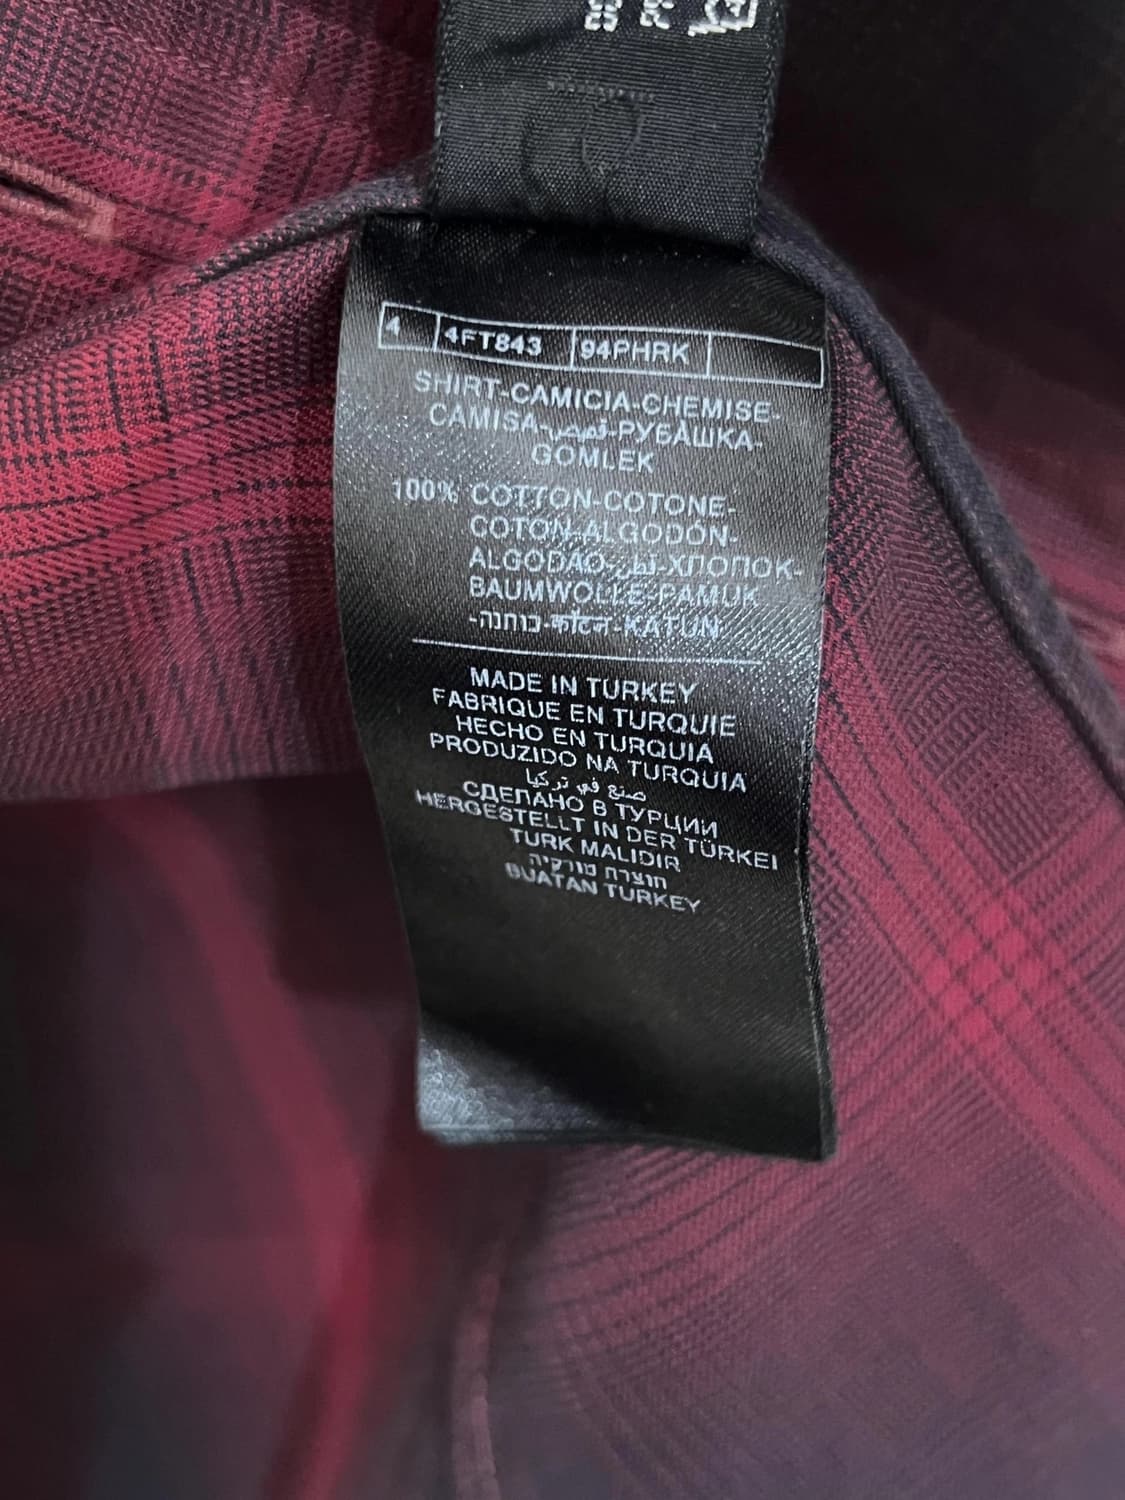 4 4FT843 94PHRK
SHIRT-CAMICIA-CHEMISE-
CAMISA-قميص-РУБАШКА-
GOMLEK
100% COTTON-COTONE-
COTON-ALGODÓN-
ALGODAO-قطن-ХЛОПОК-
BAUMWOLLE-PAMUK
-כותנה-कॉटन-KATUN
MADE IN TURKEY
FABRIQUE EN TURQUIE
HECHO EN TURQUIA
PRODUZIDO NA TURQUIA
صنع في تركيا
СДЕЛАНО В ТУРЦИИ
HERGESTELLT IN DER TÜRKEI
TURK MALIDIR
תוצרת טורקיה
BUATAN TURKEY